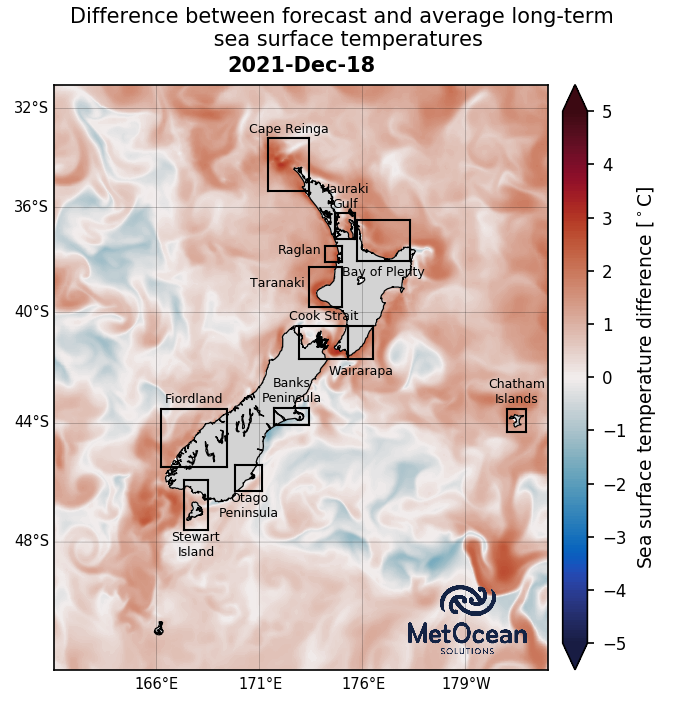 Difference between forecast and average long-term
sea surface temperatures
2021-Dec-18
32°S
36°S
40°S
44°S
48°S
166°E
171°E
176°E
179°W
Cape Reinga
Hauraki
Gulf
Raglan
Bay of Plenty
Taranaki
Cook Strait
Wairarapa
Banks
Peninsula
Fiordland
Chatham
Islands
Otago
Peninsula
Stewart
Island
MetOcean
SOLUTIONS
5
4
3
2
1
0
−1
−2
−3
−4
−5
Sea surface temperature difference [°C]